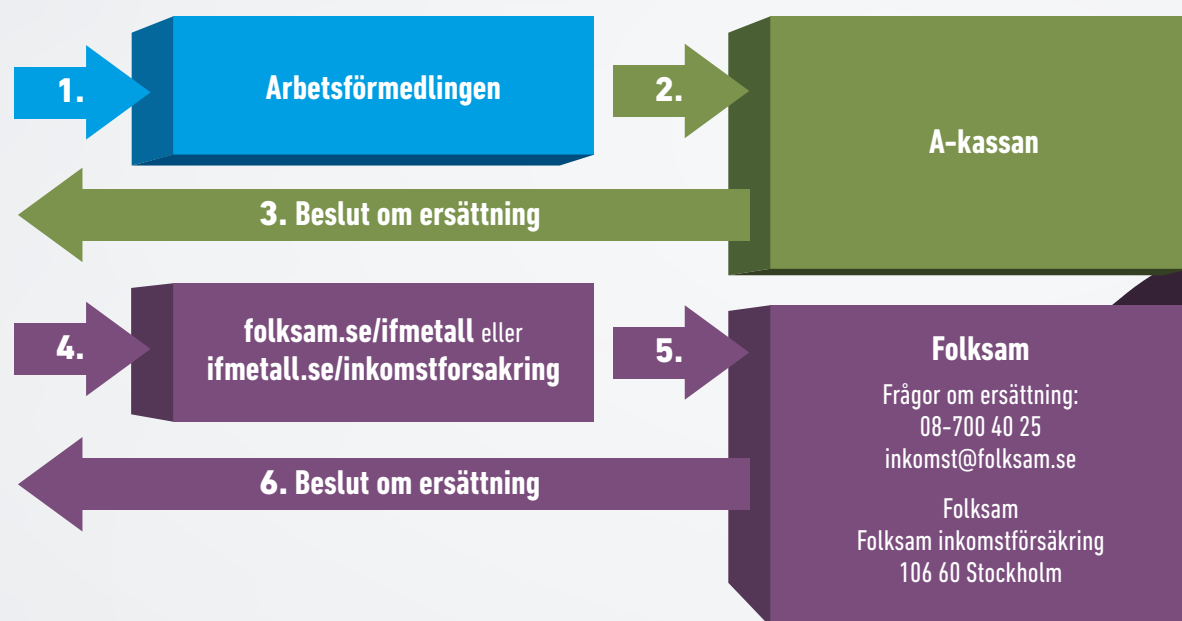 1.
Arbetsförmedlingen
2.
A-kassan
3. Beslut om ersättning
4.
folksam.se/ifmetall eller
ifmetall.se/inkomstforsakring
5.
Folksam
Frågor om ersättning:
08-700 40 25
inkomst@folksam.se
Folksam
Folksam inkomstförsäkring
106 60 Stockholm
6. Beslut om ersättning